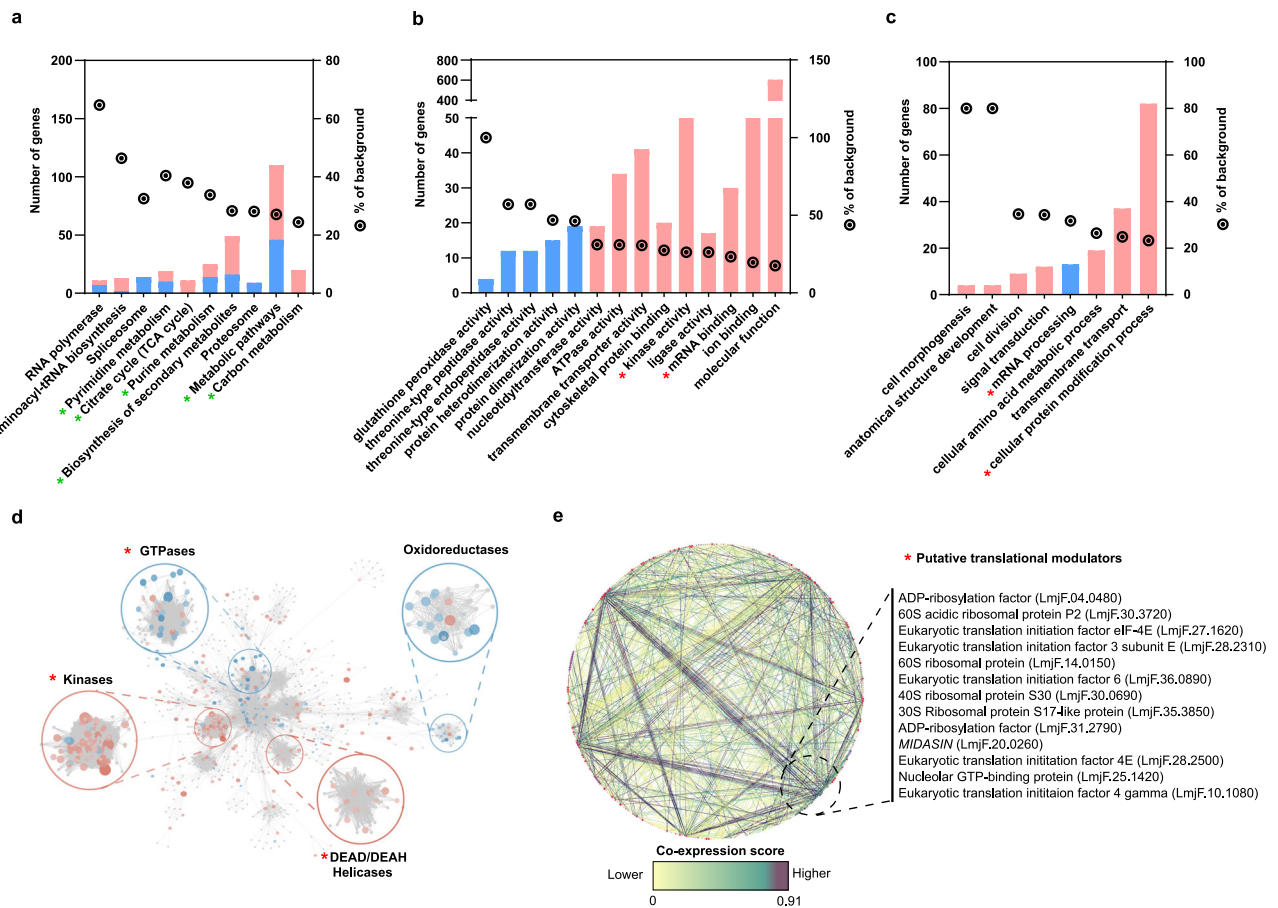 a
200
150
100
50
0
Number of genes
80
60
40
20
0
% of background
RNA polymerase
minoacyl-tRNA biosynthesis
Spliceosome
* Pyrimidine metabolism
* Citrate cycle (TCA cycle)
* Purine metabolism
* Biosynthesis of secondary metabolites
Proteosome
* Metabolic pathways
* Carbon metabolism
b
800
600
400
50
40
30
20
10
0
Number of genes
150
100
50
0
% of background
glutathione peroxidase activity
threonine-type peptidase activity
threonine-type endopeptidase activity
protein heterodimerization activity
protein dimerization activity
nucleotidyltransferase activity
ATPase activity
transmembrane transporter activity
cytoskeletal protein binding
* kinase activity
ligase activity
* mRNA binding
ion binding
molecular function
c
100
80
60
40
20
0
Number of genes
100
80
60
40
20
0
% of background
cell morphogenesis
anatomical structure development
cell division
signal transduction
* mRNA processing
cellular amino acid metabolic process
transmembrane transport
* cellular protein modification process
d
* GTPases
Oxidoreductases
* Kinases
* DEAD/DEAH
Helicases
e
* Putative translational modulators
ADP-ribosylation factor (LmjF.04.0480)
60S acidic ribosomal protein P2 (LmjF.30.3720)
Eukaryotic translation initiation factor eIF-4E (LmjF.27.1620)
Eukaryotic translation initation factor 3 subunit E (LmjF.28.2310)
60S ribosomal protein (LmjF.14.0150)
Eukaryotic translation initiation factor 6 (LmjF.36.0890)
40S ribosomal protein S30 (LmjF.30.0690)
30S Ribosomal protein S17-like protein (LmjF.35.3850)
ADP-ribosylation factor (LmjF.31.2790)
MIDASIN (LmjF.20.0260)
Eukaryotic translation inititation factor 4E (LmjF.28.2500)
Nucleolar GTP-binding protein (LmjF.25.1420)
Eukaryotic translation inititaion factor 4 gamma (LmjF.10.1080)
Co-expression score
Lower
Higher
0
0.91